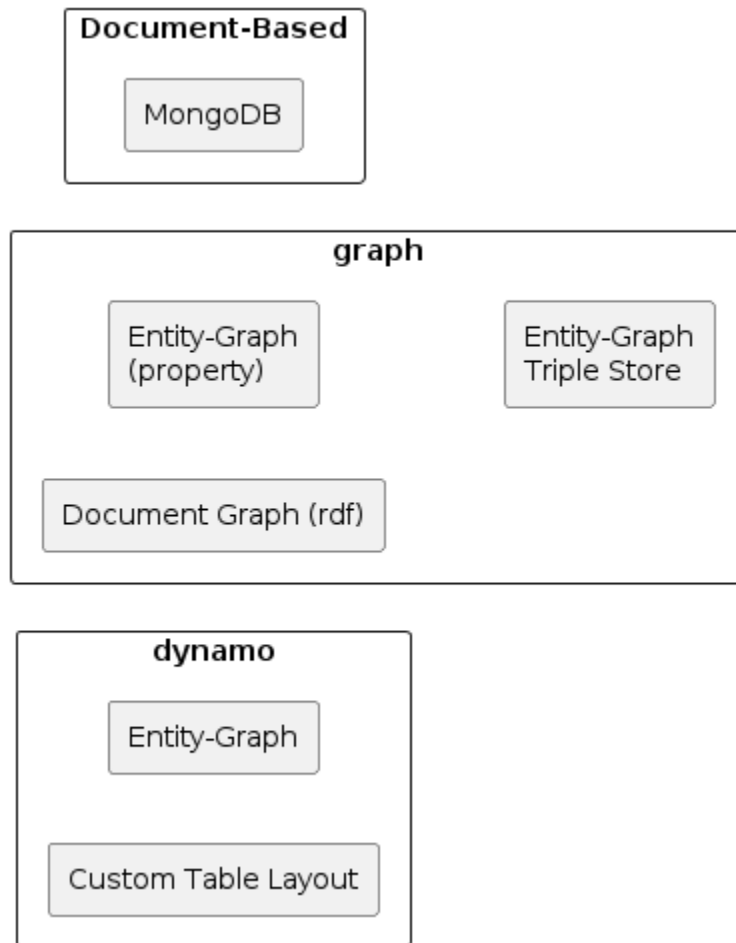 Document-Based
MongoDB
graph
Entity-Graph
(property)
Entity-Graph
Triple Store
Document Graph (rdf)
dynamo
Entity-Graph
Custom Table Layout